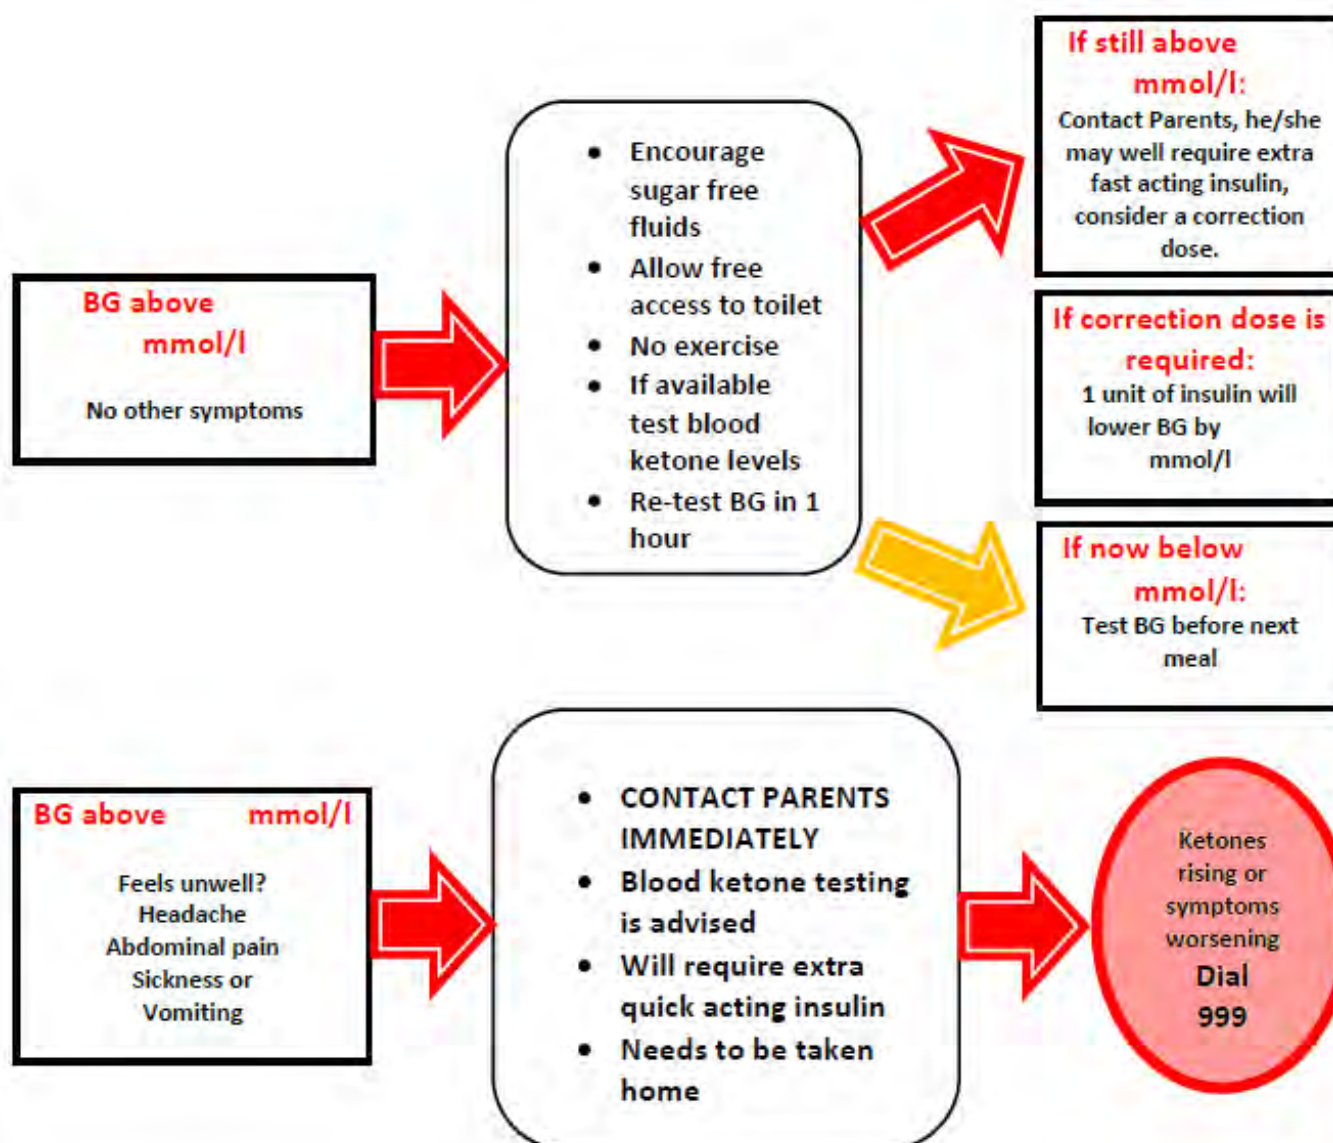 BG above
mmol/l
No other symptoms
• Encourage
sugar free
fluids
• Allow free
access to toilet
• No exercise
• If available
test blood
ketone levels
• Re-test BG in 1
hour
If still above
mmol/l:
Contact Parents, he/she
may well require extra
fast acting insulin,
consider a correction
dose.
If correction dose is
required:
1 unit of insulin will
lower BG by
mmol/l
If now below
mmol/l:
Test BG before next
meal
BG above mmol/l
Feels unwell?
Headache
Abdominal pain
Sickness or
Vomiting
• CONTACT PARENTS
IMMEDIATELY
• Blood ketone testing
is advised
• Will require extra
quick acting insulin
• Needs to be taken
home
Ketones
rising or
symptoms
worsening
Dial
999